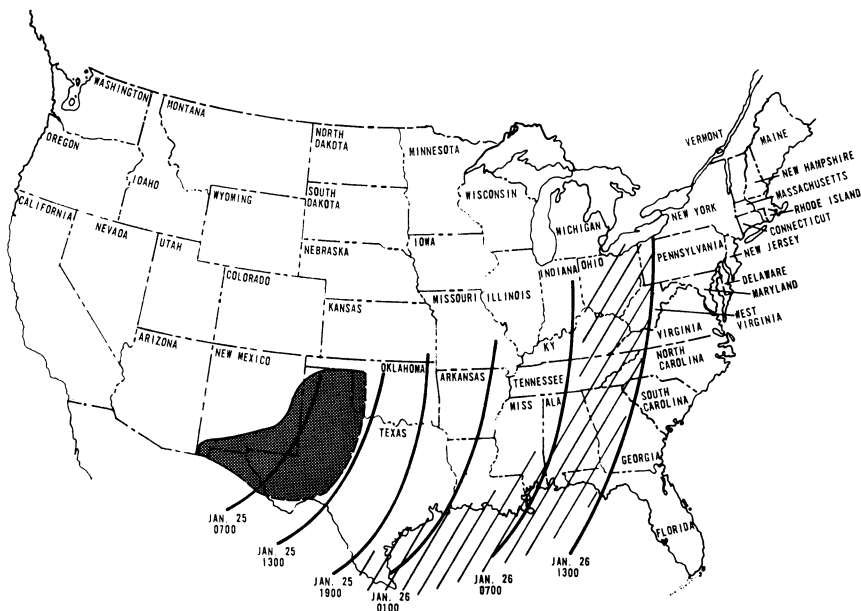 WASHINGTON
MONTANA
OREGON
IDAHO
NORTH
DAKOTA
MINNESOTA
VERMONT
MAINE
NEW HAMPSHIRE
MASSACHUSETTS
RHODE ISLAND
CONNECTICUT
NEW JERSEY
DELAWARE
MARYLAND
WEST
VIRGINIA
WYOMING
SOUTH
DAKOTA
WISCONSIN
MICHIGAN
NEW YORK
CALIFORNIA
NEVADA
UTAH
NEBRASKA
IOWA
PENNSYLVANIA
COLORADO
INDIANA
OHIO
KANSAS
MISSOURI
ILLINOIS
ARIZONA
NEW MEXICO
OKLAHOMA
ARKANSAS
KY
VIRGINIA
NORTH
CAROLINA
TENNESSEE
MISS
ALA
SOUTH
CAROLINA
TEXAS
GEORGIA
FLORIDA
JAN. 25
0700
JAN. 25
1300
JAN. 25
1900
JAN. 26
0100
JAN. 26
0700
JAN. 26
1300